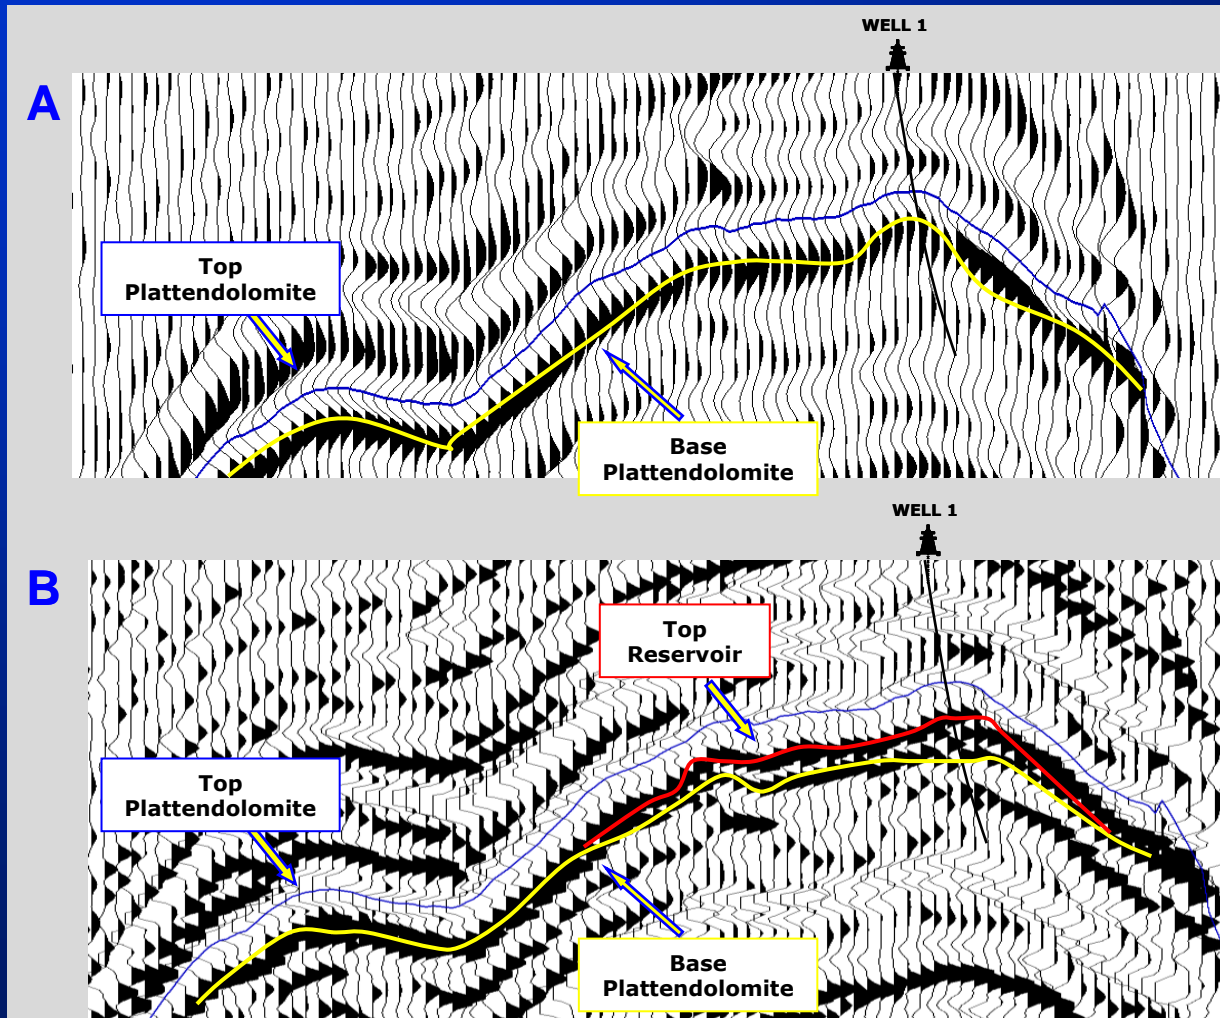 WELL 1
A
Top
Plattendolomite
Base
Plattendolomite
WELL 1
B
Top
Reservoir
Top
Plattendolomite
Base
Plattendolomite